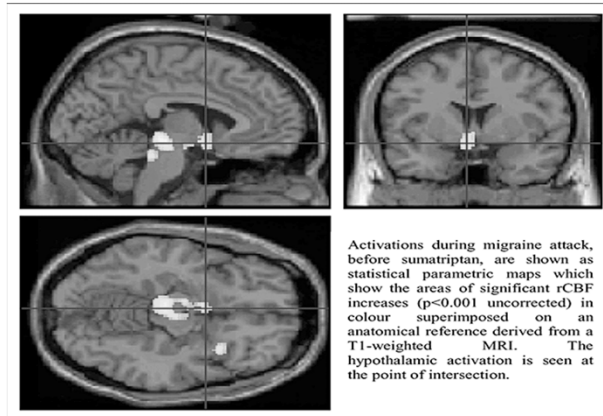 Activations during migraine attack,
before sumatriptan, are shown as
statistical parametric maps which
show the areas of significant rCBF
increases (p<0.001 uncorrected) in
colour superimposed on an
anatomical reference derived from a
T1-weighted MRI. The
hypothalamic activation is seen at
the point of intersection.